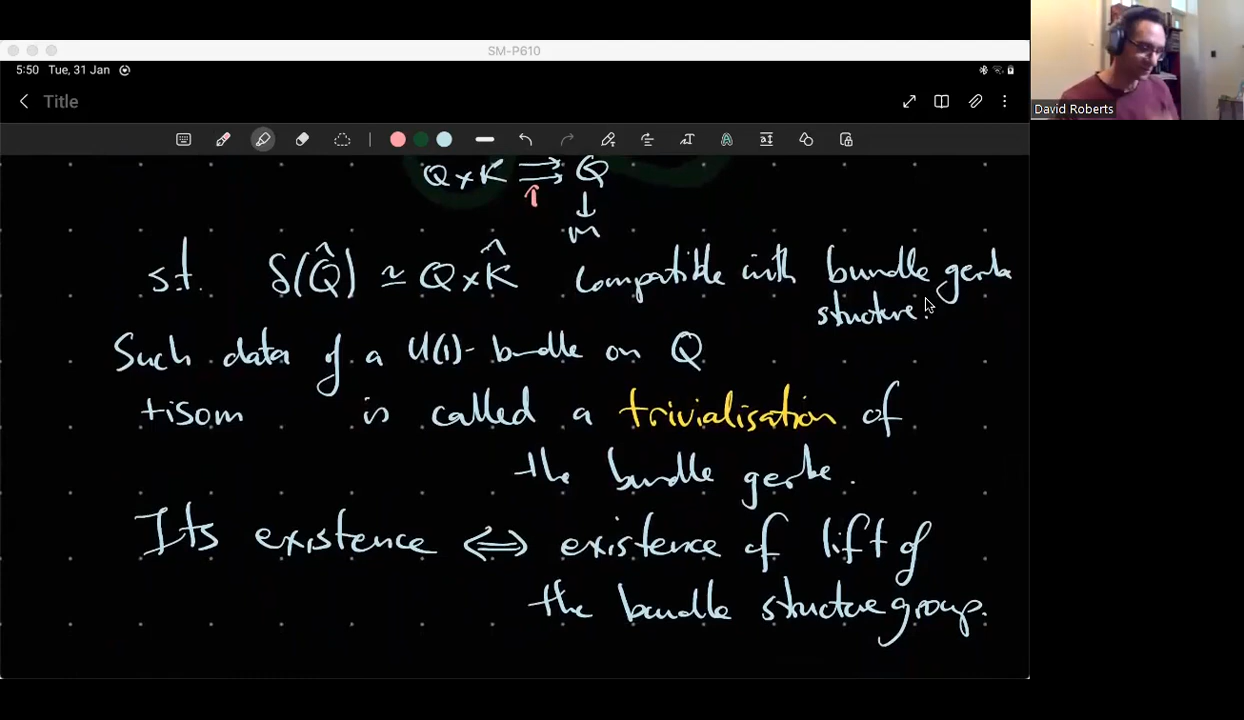 SM-P610
5:50 Tue, 31 Jan
Title
David Roberts
Q×K ⇉ Q
↓
M
s.t. δ(Q̂) ≃ Q×K̂ compatible with bundle gerbe
structure.
Such data of a U(1)-bundle on Q
+isom is called a trivialisation of
the bundle gerbe.
Its existence ⟺ existence of lift of
the bundle structure group.